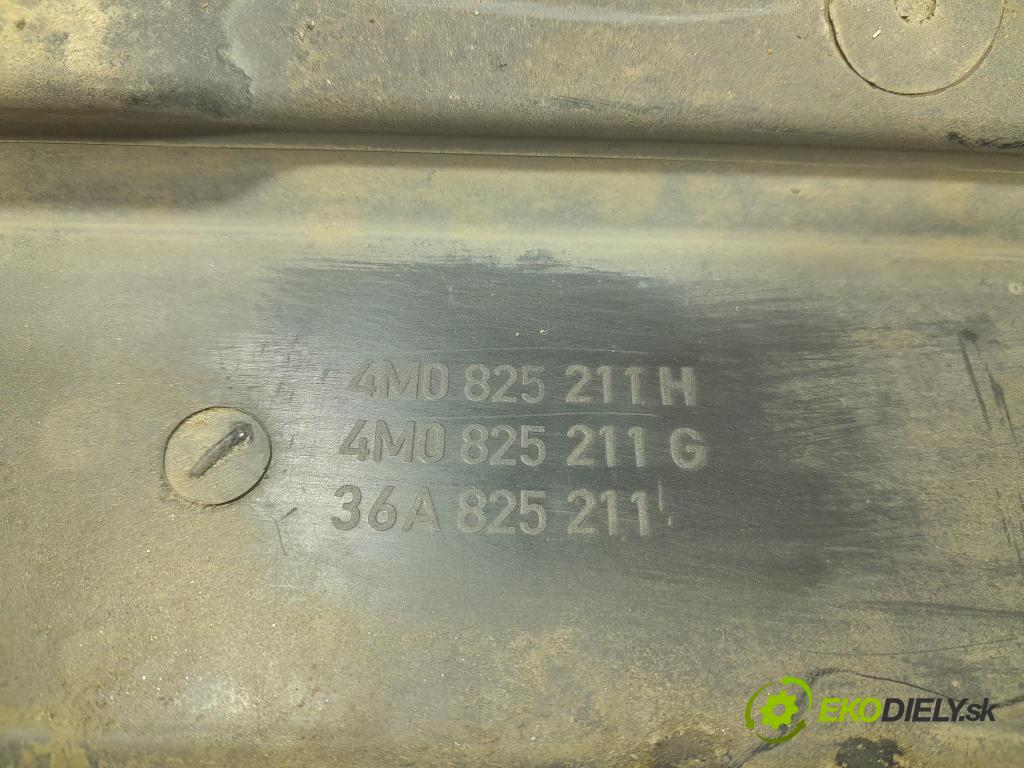 4M0 825 211 H
4M0 825 211 G
36A 825 211
EKODIELY.sk